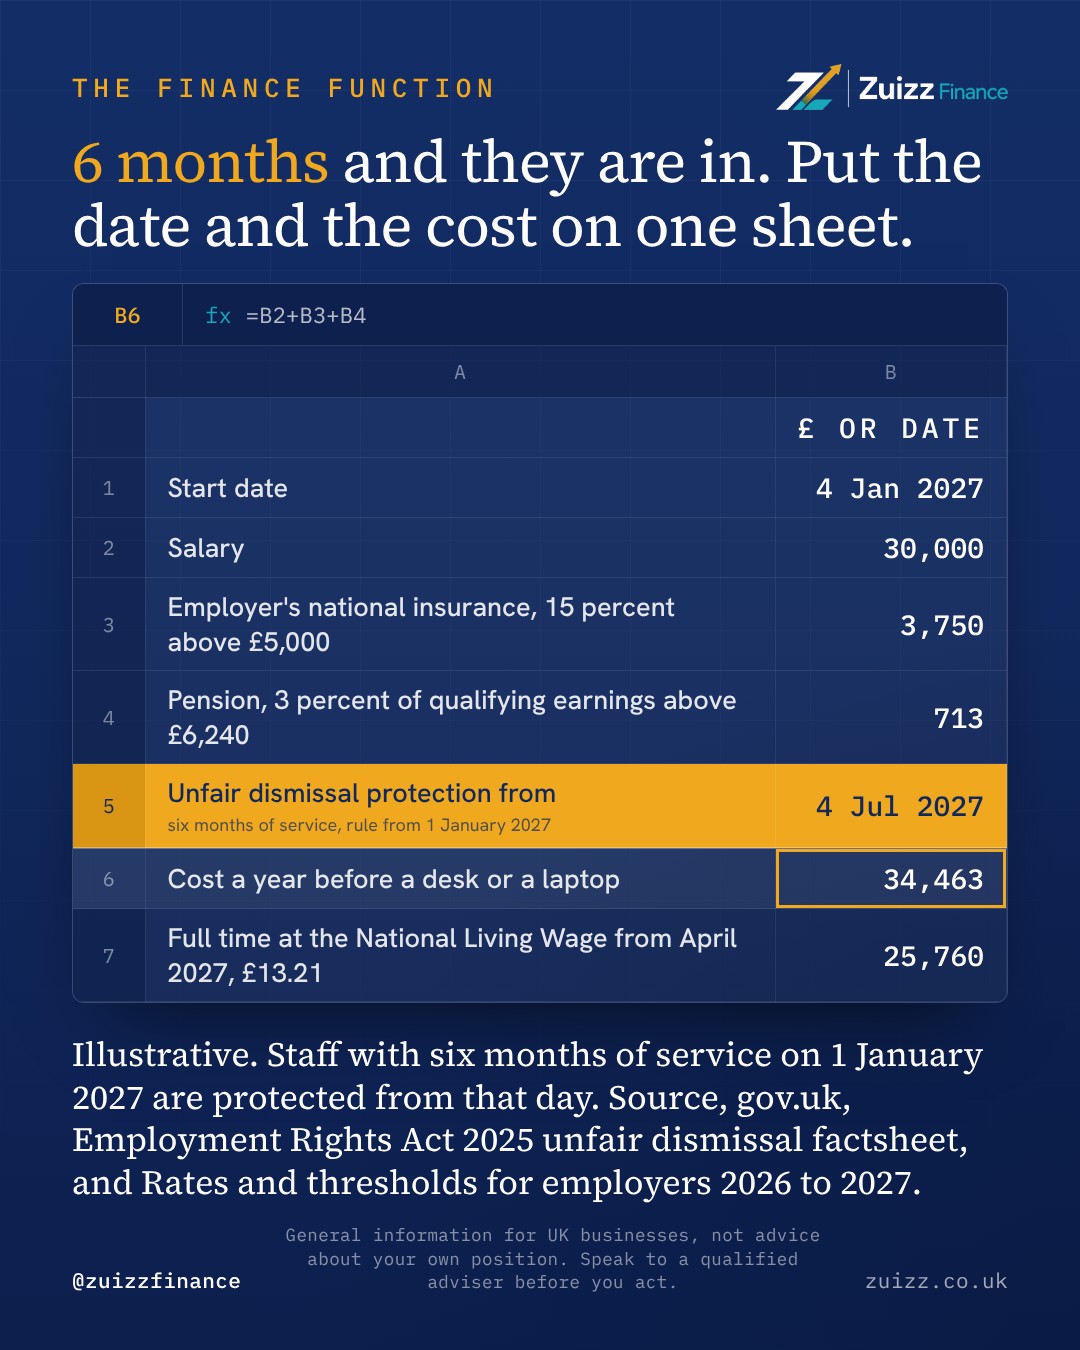 THE FINANCE FUNCTION
Zuizz Finance
6 months and they are in. Put the
date and the cost on one sheet.
B6 fx =B2+B3+B4
A B
£ OR DATE
1 Start date 4 Jan 2027
2 Salary 30,000
3 Employer's national insurance, 15 percent
above £5,000 3,750
4 Pension, 3 percent of qualifying earnings above
£6,240 713
5 Unfair dismissal protection from 4 Jul 2027
six months of service, rule from 1 January 2027
6 Cost a year before a desk or a laptop 34,463
7 Full time at the National Living Wage from April
2027, £13.21 25,760
Illustrative. Staff with six months of service on 1 January
2027 are protected from that day. Source, gov.uk,
Employment Rights Act 2025 unfair dismissal factsheet,
and Rates and thresholds for employers 2026 to 2027.
General information for UK businesses, not advice
about your own position. Speak to a qualified
adviser before you act.
@zuizzfinance
zuizz.co.uk